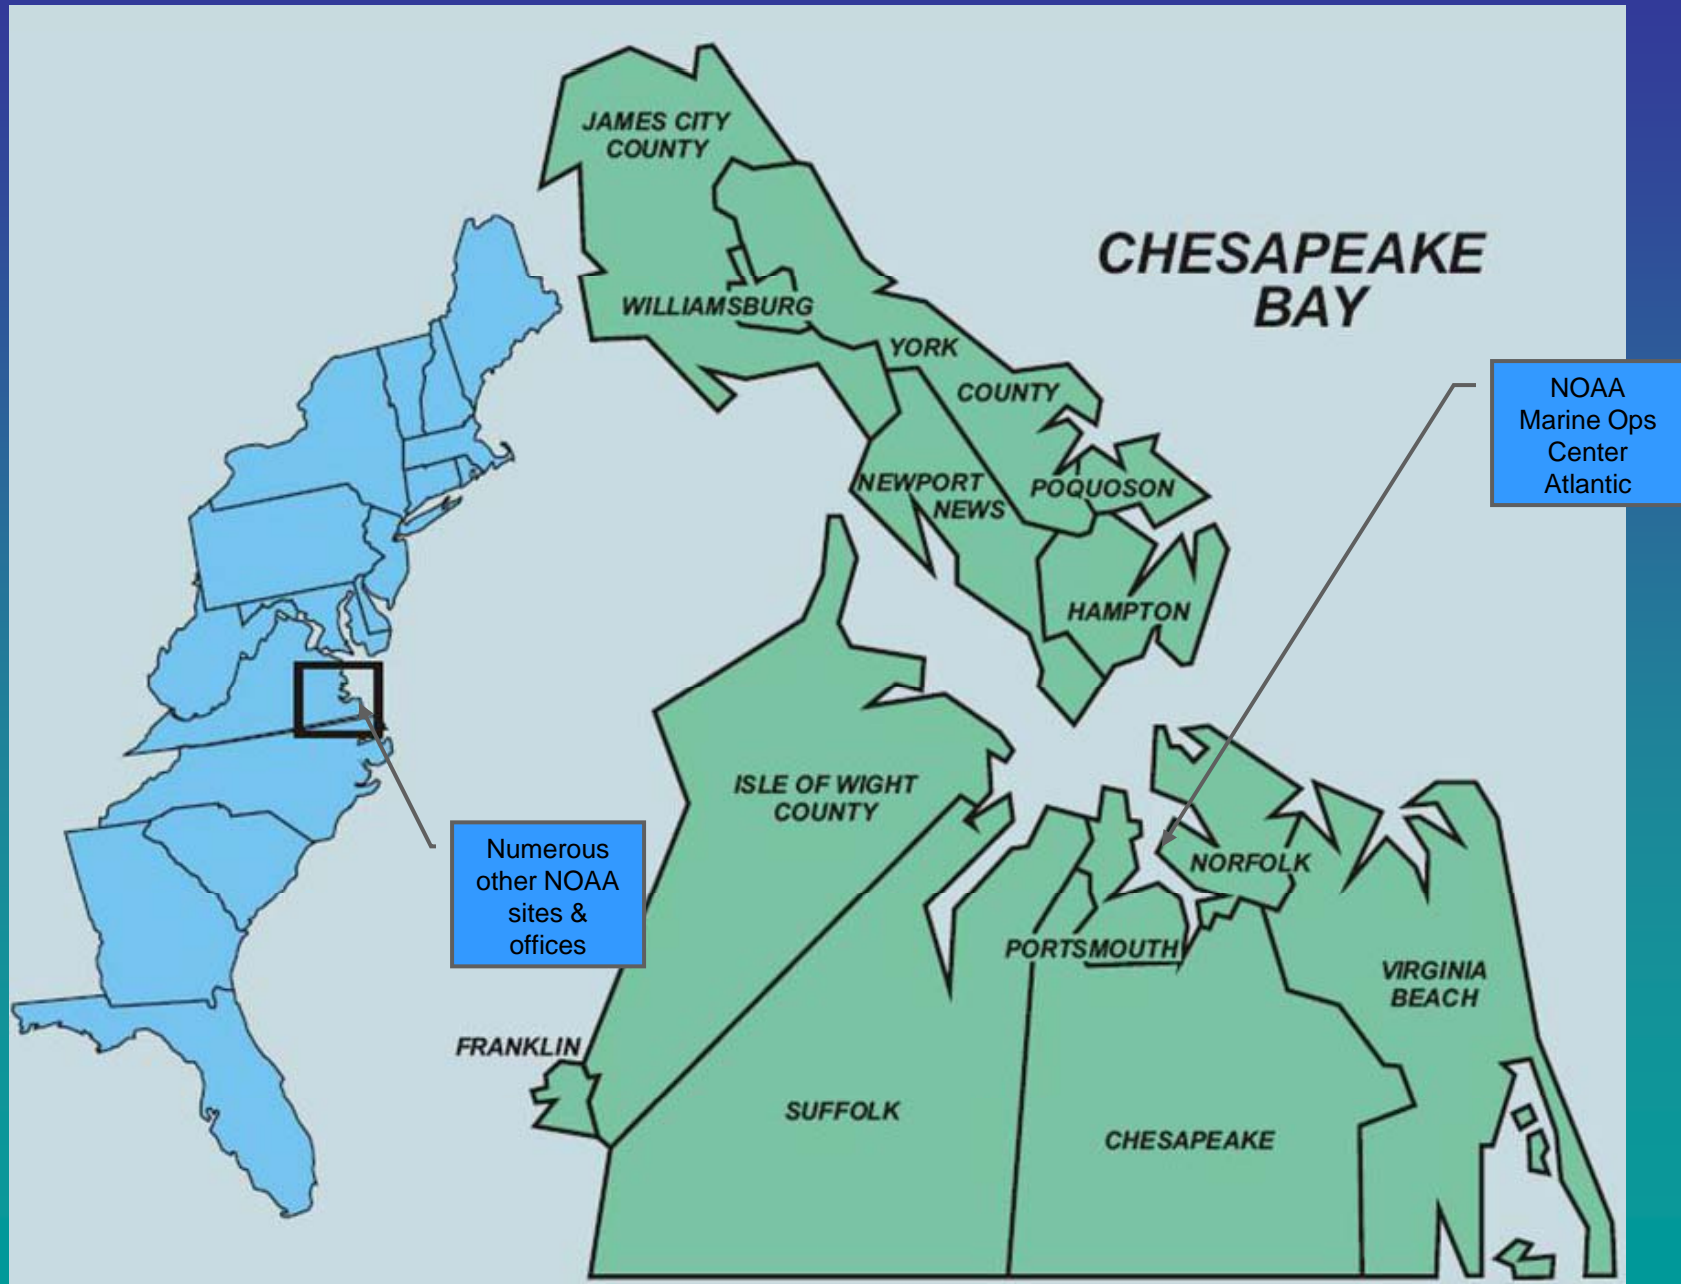 JAMES CITY
COUNTY
CHESAPEAKE
BAY
WILLIAMSBURG
YORK
COUNTY
NOAA
Marine Ops
Center
Atlantic
NEWPORT
NEWS
POQUOSON
HAMPTON
ISLE OF WIGHT
COUNTY
Numerous
other NOAA
sites &
offices
NORFOLK
PORTSMOUTH
VIRGINIA
BEACH
FRANKLIN
SUFFOLK
CHESAPEAKE